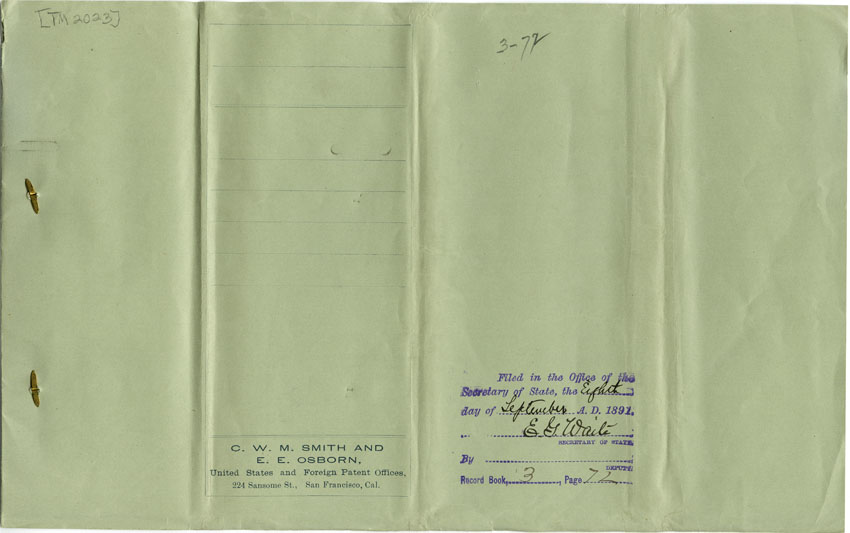 [TM 2023]
3-72
Filed in the Office of the
Secretary of State, the Eighth
day of September A. D. 1891,
E. G. Waite
SECRETARY OF STATE
By
DEPUTY
Record Book, 3, Page 72
C. W. M. SMITH AND
E. E. OSBORN,
United States and Foreign Patent Offices,
224 Sansome St., San Francisco, Cal.